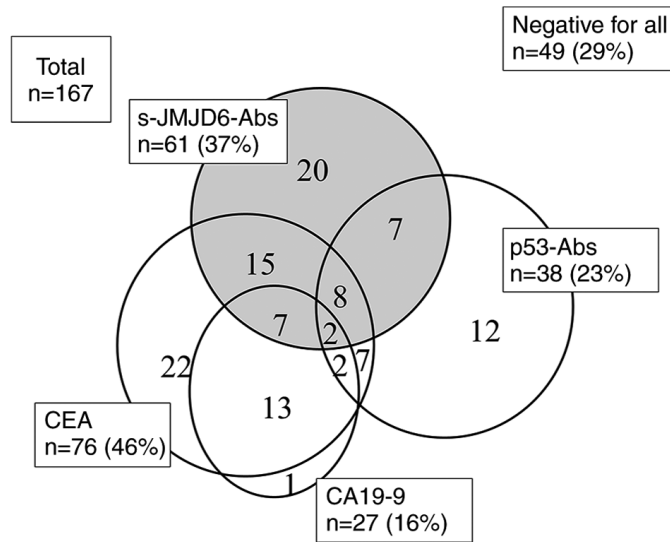 Negative for all
n=49 (29%)
Total
n=167
s-JMJD6-Abs
n=61 (37%)
20
7
15
p53-Abs
n=38 (23%)
8
7
2
12
2
7
22
13
CEA
n=76 (46%)
1
CA19-9
n=27 (16%)